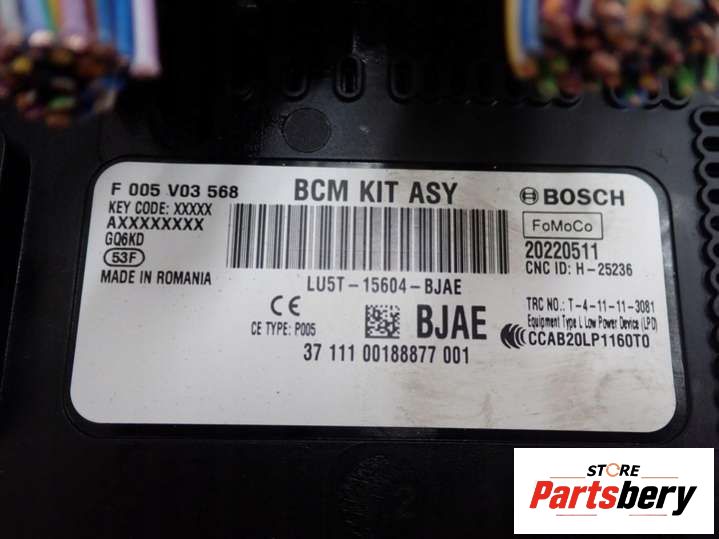 F 005 V03 568
BCM KIT ASY
BOSCH
KEY CODE: XXXXX
AXXXXXXXX
GQ6KD
53F
MADE IN ROMANIA
FoMoCo
20220511
CNC ID: H-25236
LU5T-15604-BJAE
CE
CE TYPE: P005
BJAE
TRC NO.: T-4-11-11-3081
Equipment Type I, Low Power Device (LPD)
CCAB20LP1160T0
37 111 00188877 001
STORE
Partsbery